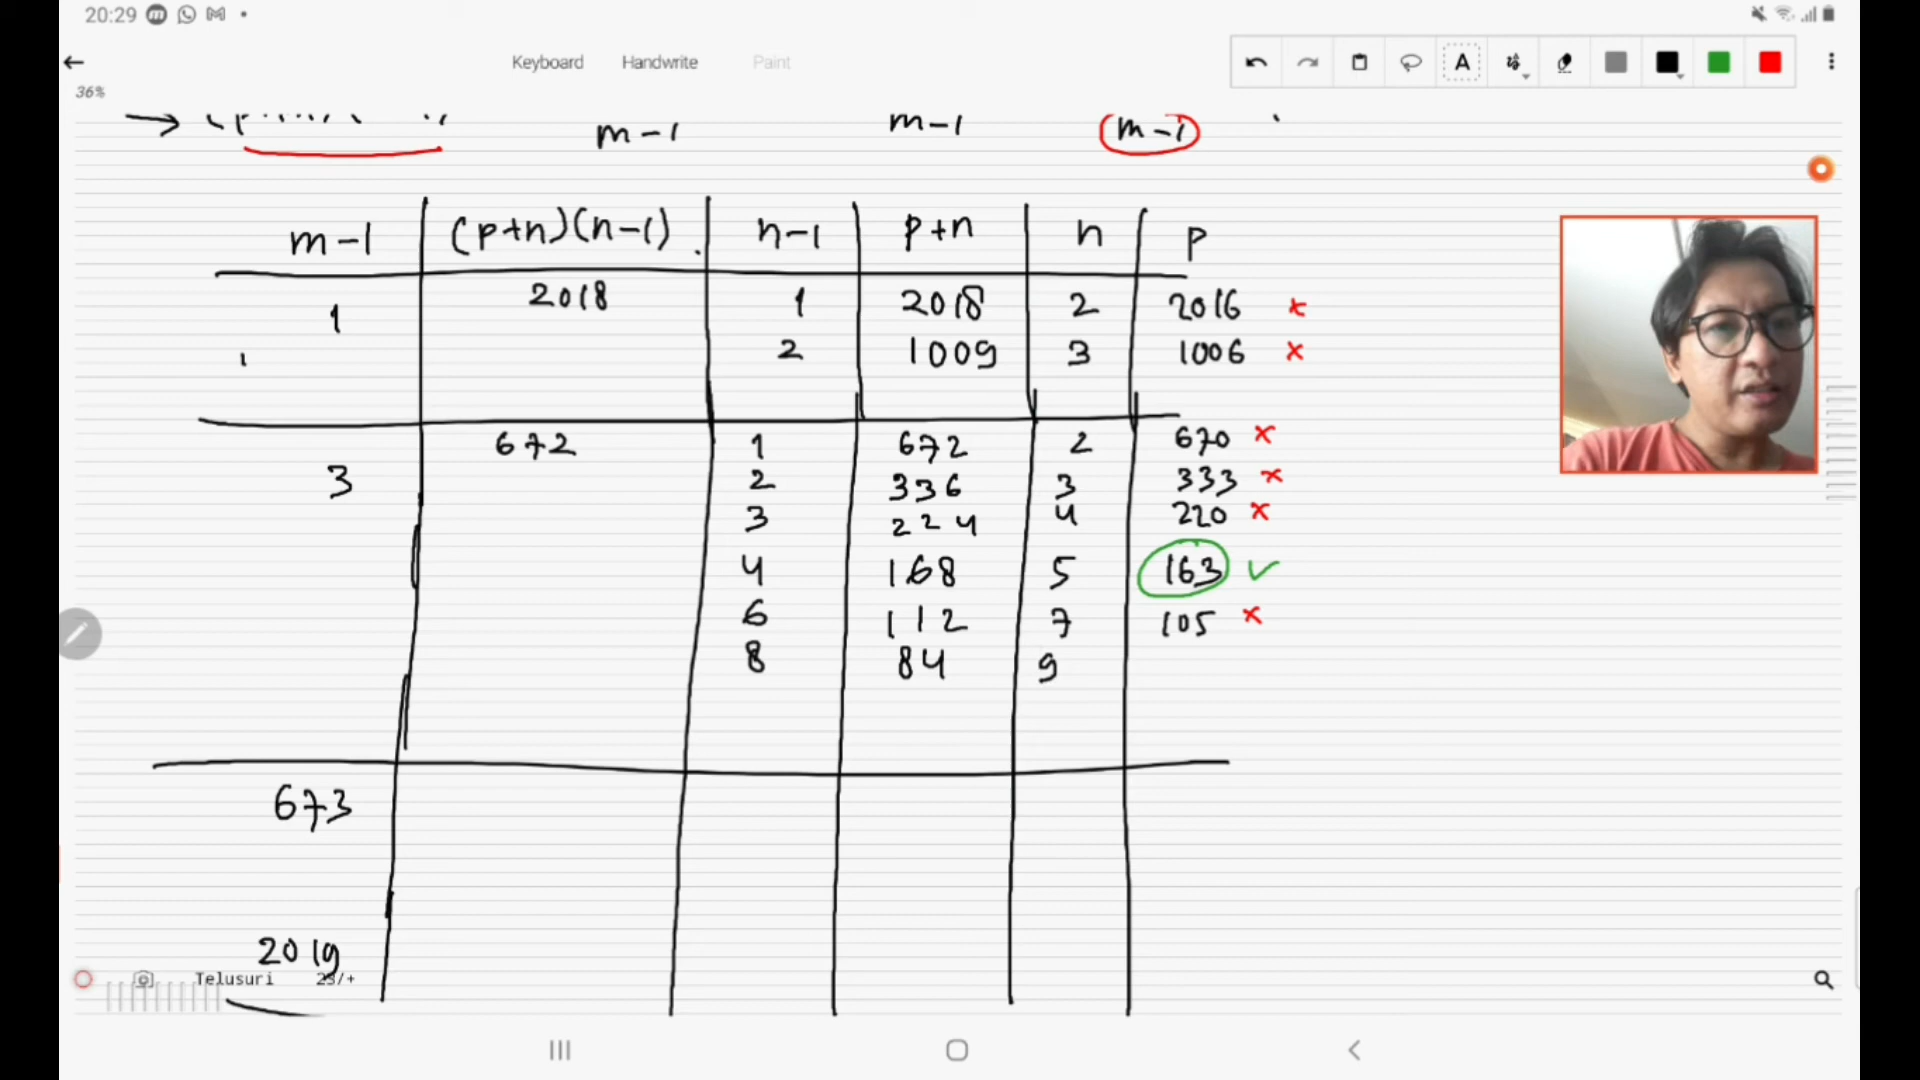 20:29
Keyboard Handwrite Paint
A
36%
m-1 m-1 (m-1)
m-1 (p+n)(n-1) n-1 p+n n p
1 2018 1 2018 2 2016 x
2 1009 3 1006 x
672 1 672 2 670 x
3 2 336 3 333 x
3 224 4 220 x
4 168 5 163 ✓
6 112 7 105 x
8 84 9
673
2019
Telusuri 23/+